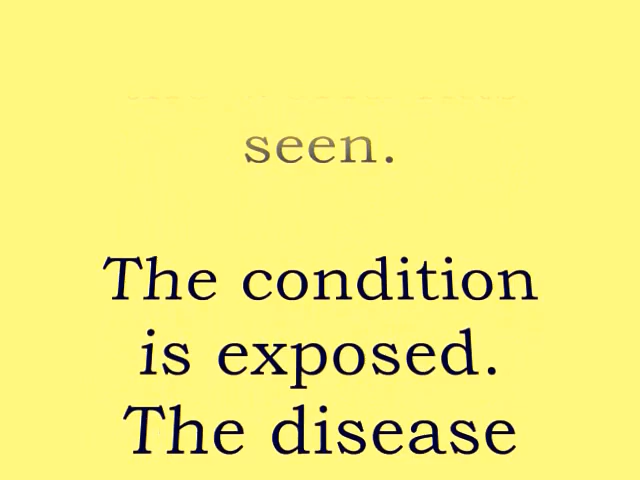 seen.
The condition
is exposed.
The disease